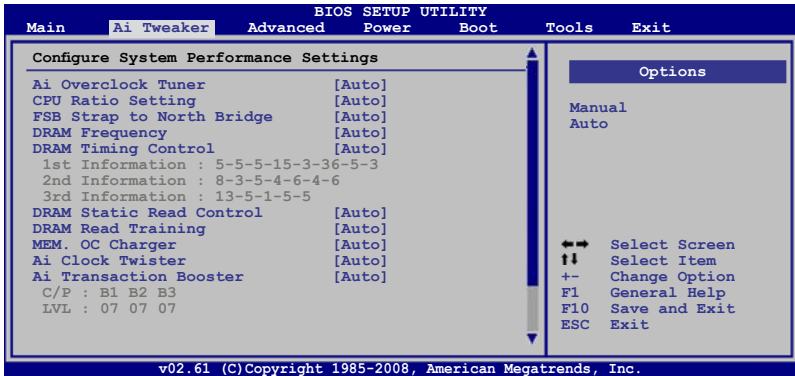 BIOS SETUP UTILITY
Main Ai Tweaker Advanced Power Boot Tools Exit
Configure System Performance Settings
Ai Overclock Tuner [Auto]
CPU Ratio Setting [Auto]
FSB Strap to North Bridge [Auto]
DRAM Frequency [Auto]
DRAM Timing Control [Auto]
1st Information : 5-5-5-15-3-36-5-3
2nd Information : 8-3-5-4-6-4-6
3rd Information : 13-5-1-5-5
DRAM Static Read Control [Auto]
DRAM Read Training [Auto]
MEM. OC Charger [Auto]
Ai Clock Twister [Auto]
Ai Transaction Booster [Auto]
C/P : B1 B2 B3
LVL : 07 07 07
Options
Manual
Auto
←→ Select Screen
↑↓ Select Item
+- Change Option
F1 General Help
F10 Save and Exit
ESC Exit
v02.61 (C)Copyright 1985-2008, American Megatrends, Inc.